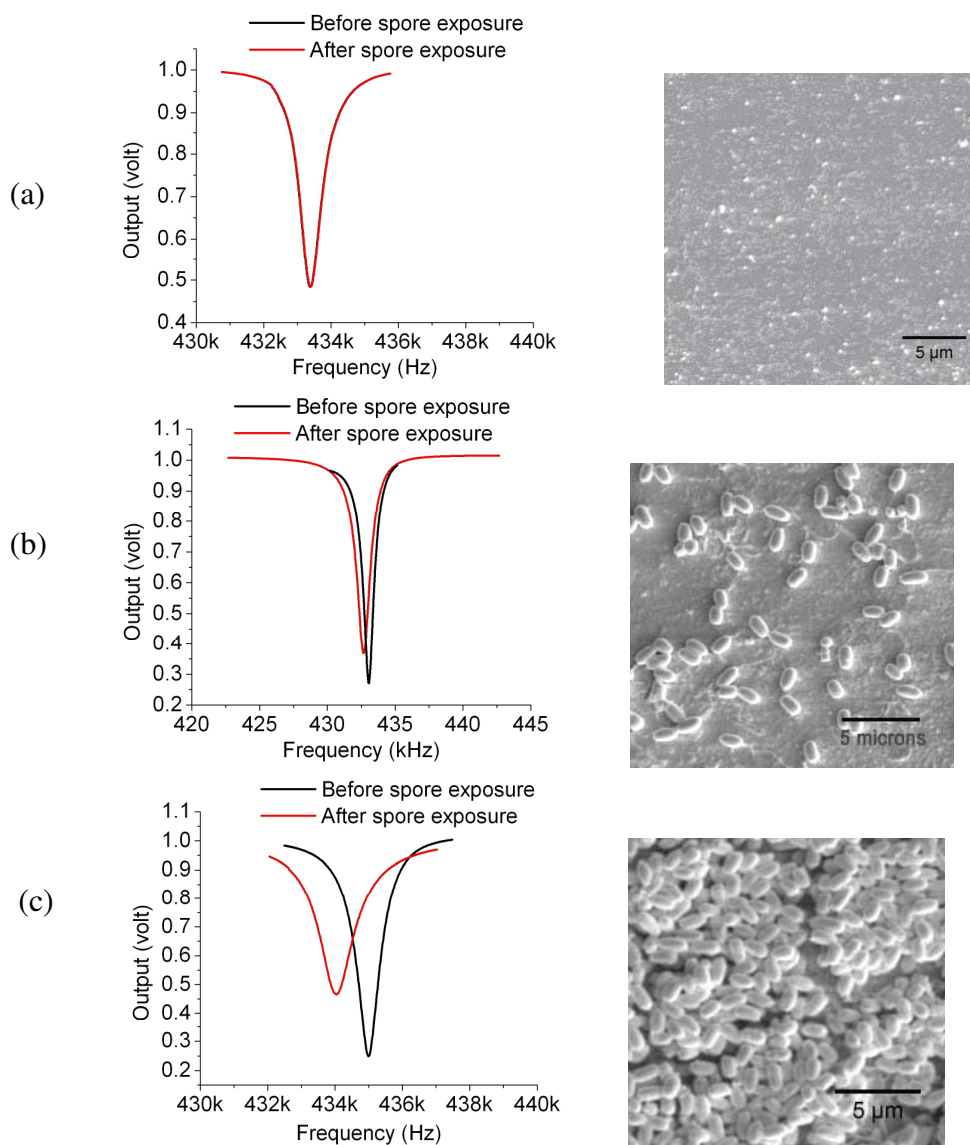 Before spore exposure
After spore exposure
(a)
Output (volt)
1.0
0.9
0.8
0.7
0.6
0.5
0.4
430k 432k 434k 436k 438k 440k
Frequency (Hz)
5 µm
Before spore exposure
After spore exposure
(b)
Output (volt)
1.1
1.0
0.9
0.8
0.7
0.6
0.5
0.4
0.3
0.2
420 425 430 435 440 445
Frequency (kHz)
5 microns
Before spore exposure
After spore exposure
(c)
Output (volt)
1.1
1.0
0.9
0.8
0.7
0.6
0.5
0.4
0.3
0.2
430k 432k 434k 436k 438k 440k
Frequency (Hz)
5 µm